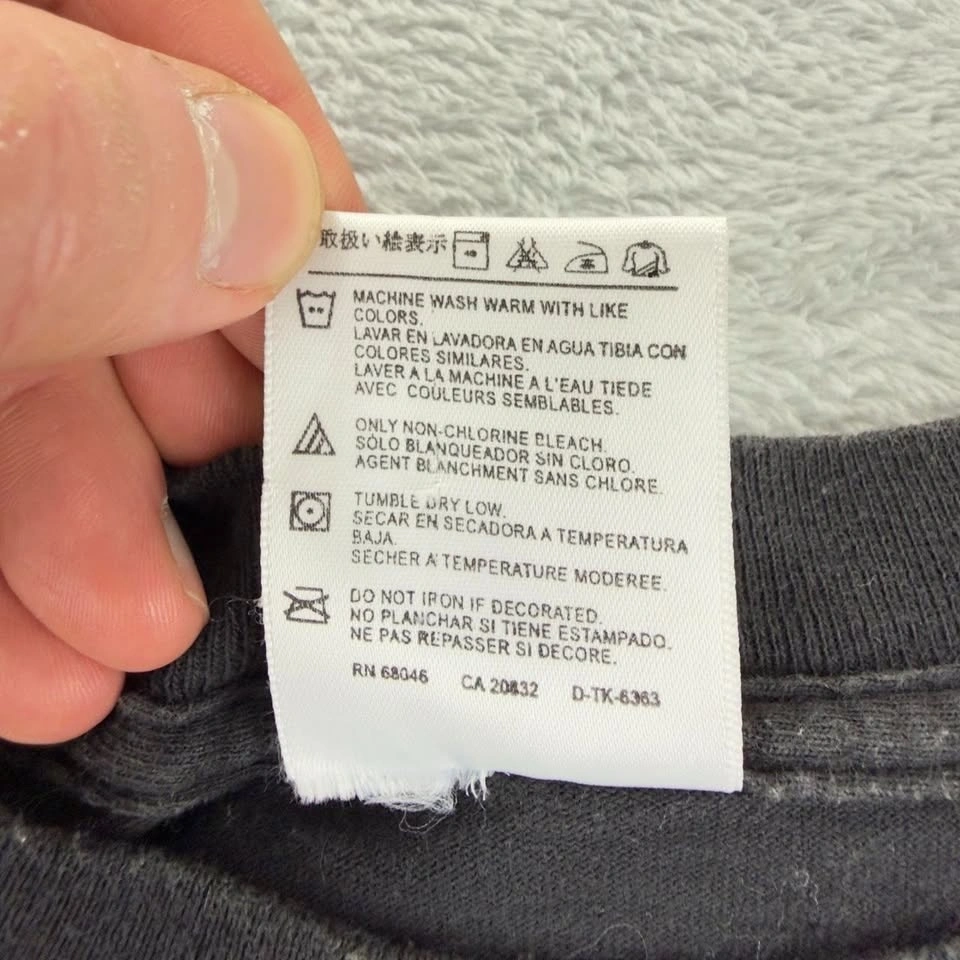 取扱い絵表示
40
MACHINE WASH WARM WITH LIKE
COLORS.
LAVAR EN LAVADORA EN AGUA TIBIA CON
COLORES SIMILARES.
LAVER A LA MACHINE A L'EAU TIEDE
AVEC COULEURS SEMBLABLES.
ONLY NON-CHLORINE BLEACH.
SOLO BLANQUEADOR SIN CLORO.
AGENT BLANCHMENT SANS CHLORE.
TUMBLE DRY LOW.
SECAR EN SECADORA A TEMPERATURA
BAJA.
SECHER A TEMPERATURE MODEREE.
DO NOT IRON IF DECORATED.
NO PLANCHAR SI TIENE ESTAMPADO.
NE PAS REPASSER SI DECORE.
RN 68046 CA 20832 D-TK-6363